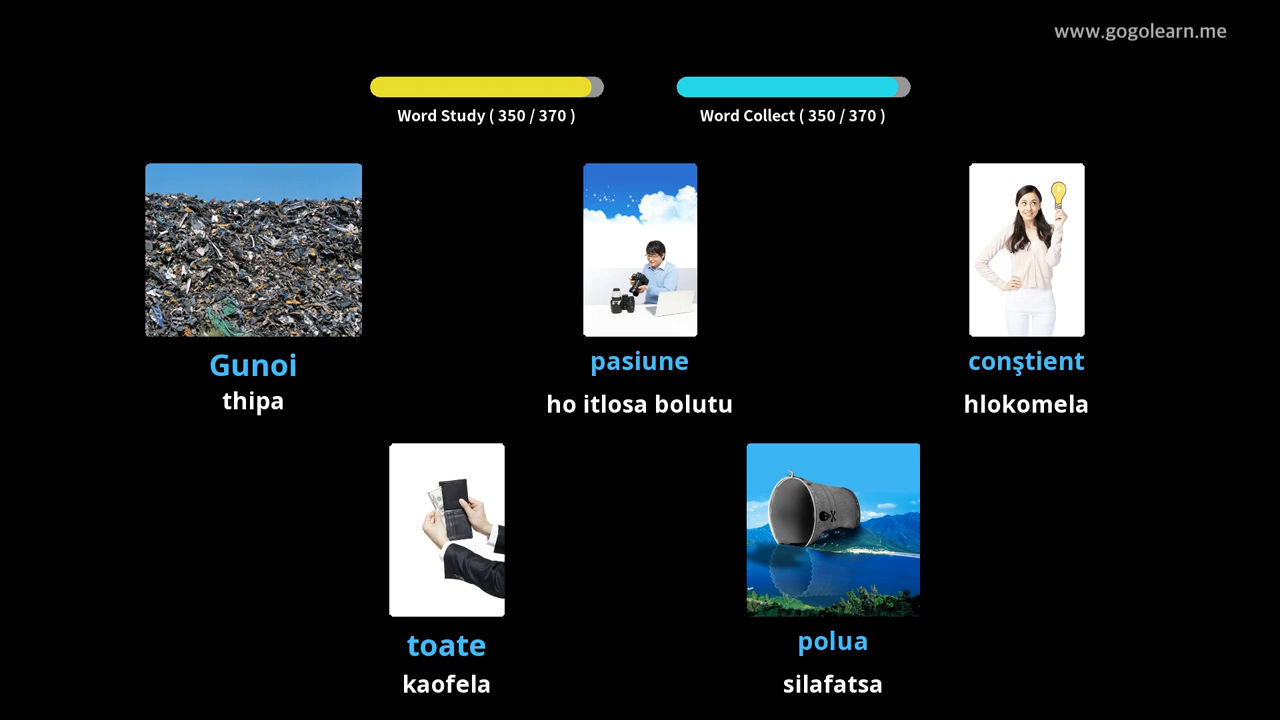 www.gogolearn.me
Word Study ( 350 / 370 )
Word Collect ( 350 / 370 )
Gunoi
thipa
pasiune
ho itlosa bolutu
conştient
hlokomela
toate
kaofela
polua
silafatsa